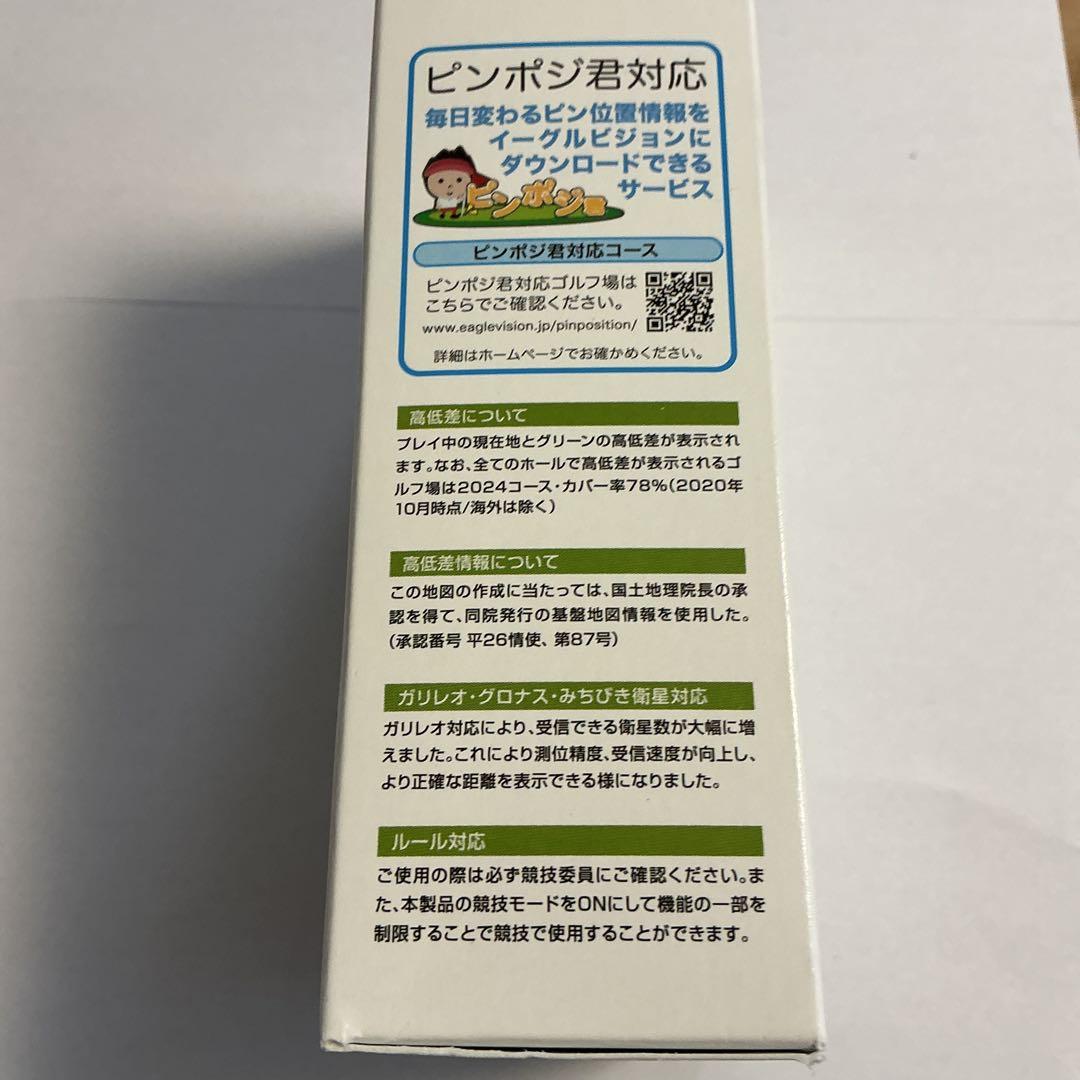 ピンポジ君対応
毎日変わるピン位置情報を
イーグルビジョンに
ダウンロードできる
サービス
ピンポジ君
ピンポジ君対応コース
ピンポジ君対応ゴルフ場は
こちらでご確認ください。
www.eaglevision.jp/pinposition/
詳細はホームページでお確かめください。
高低差について
プレイ中の現在地とグリーンの高低差が表示され
ます。なお、全てのホールで高低差が表示されるゴ
ルフ場は2024コース・カバー率78%(2020年
10月時点/海外は除く)
高低差情報について
この地図の作成に当たっては、国土地理院長の承
認を得て、同院発行の基盤地図情報を使用した。
(承認番号 平26情使、 第87号)
ガリレオ・グロナス・みちびき衛星対応
ガリレオ対応により、受信できる衛星数が大幅に増
えました。これにより測位精度、受信速度が向上し、
より正確な距離を表示できる様になりました。
ルール対応
ご使用の際は必ず競技委員にご確認ください。ま
た、本製品の競技モードをONにして機能の一部を
制限することで競技で使用することができます。